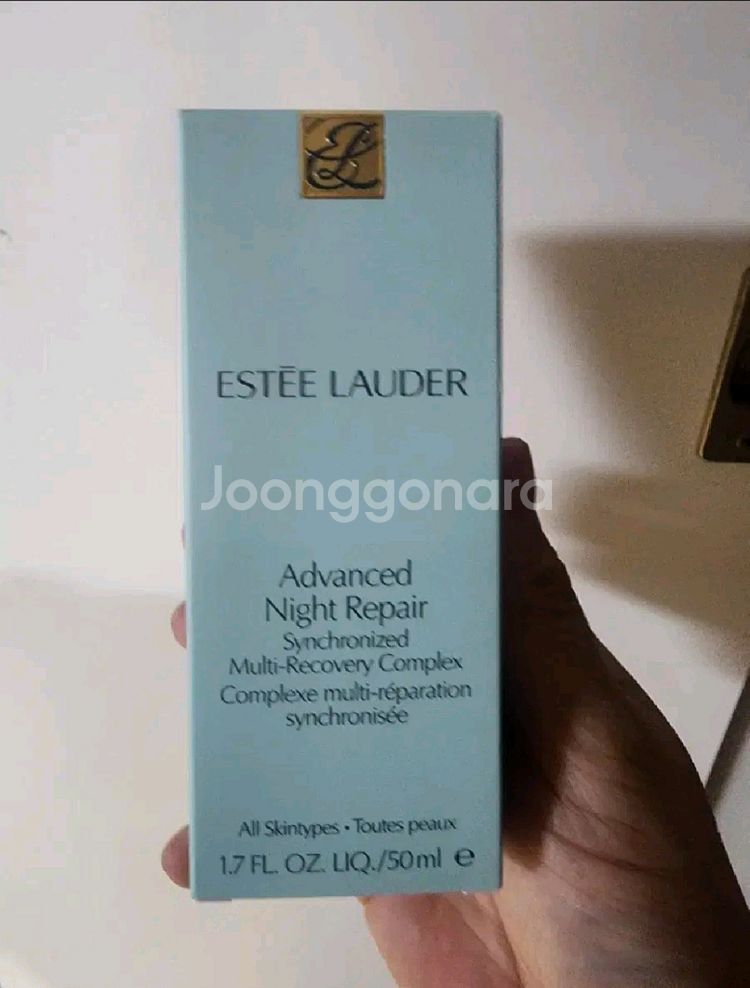 EL
ESTĒE LAUDER
Joonggonara
Advanced
Night Repair
Synchronized
Multi-Recovery Complex
Complexe multi-réparation
synchronisée
All Skintypes • Toutes peaux
1.7 FL. OZ. LIQ./50ml ℮